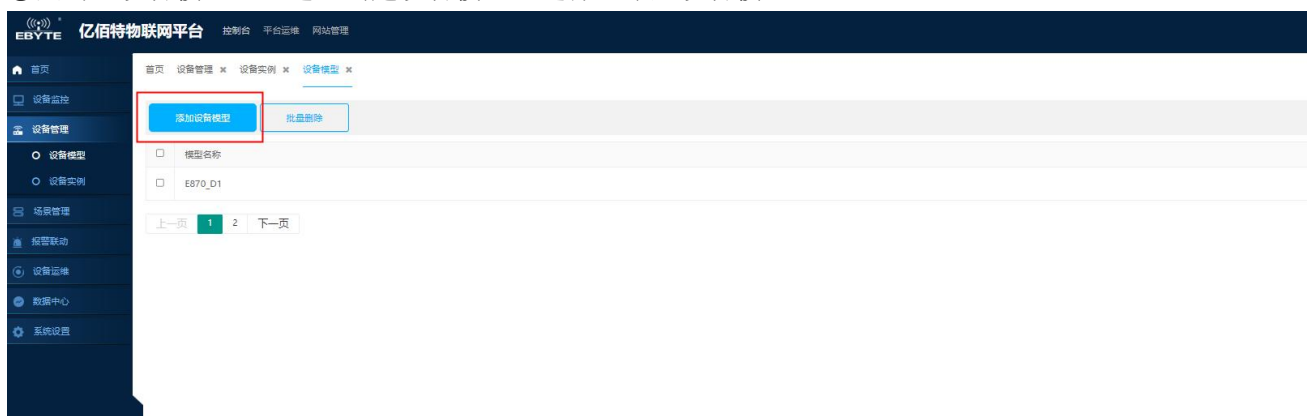 EBYTE 亿佰特物联网平台 控制台 平台运维 网站管理
首页
设备监控
设备管理
设备模型
设备实例
场景管理
报警联动
设备运维
数据中心
系统设置
首页 设备管理 × 设备实例 × 设备模型 ×
添加设备模型 批量删除
模型名称
E870_D1
上一页 1 2 下一页